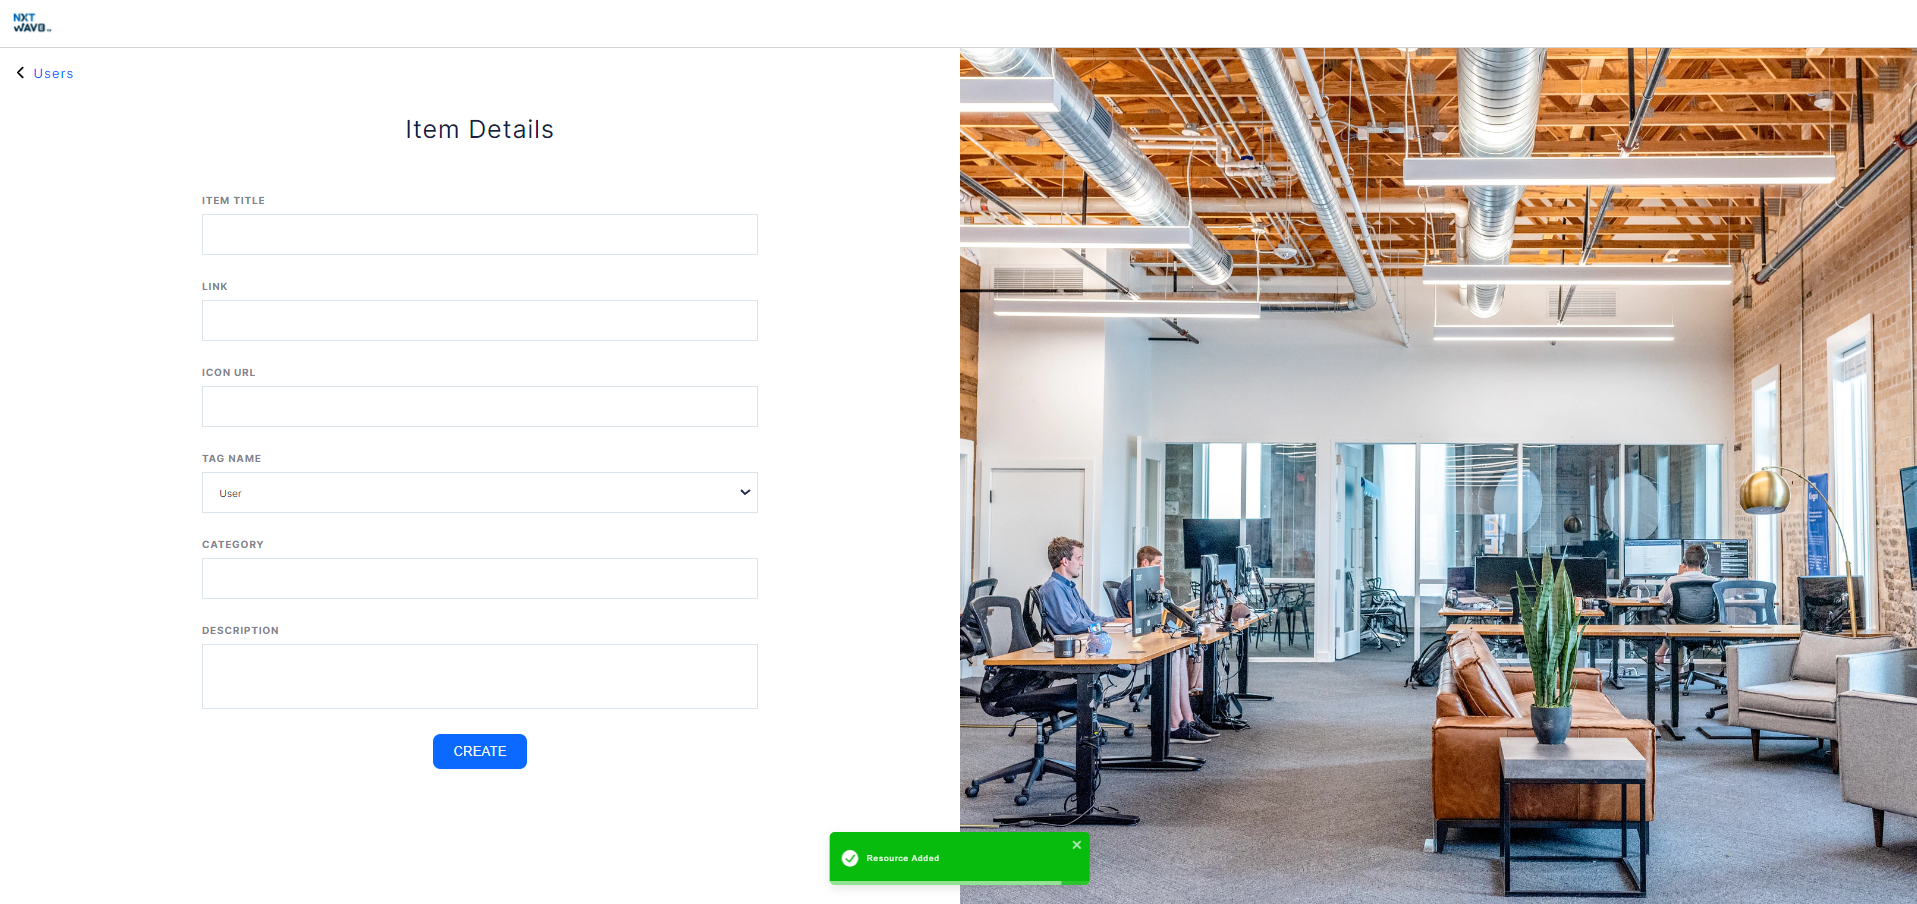 NXT
WAVE
Users
Item Details
ITEM TITLE
LINK
ICON URL
TAG NAME
User
CATEGORY
DESCRIPTION
CREATE
Resource Added